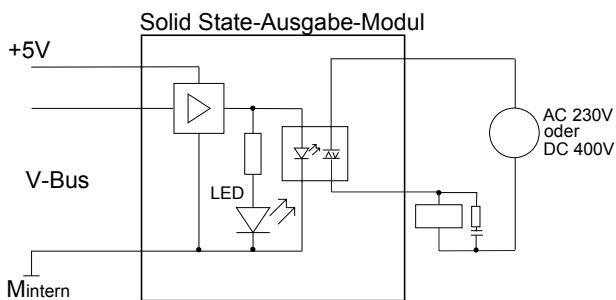 Solid State-Ausgabe-Modul
+5V
AC 230V
oder
DC 400V
V-Bus
LED
Mintern